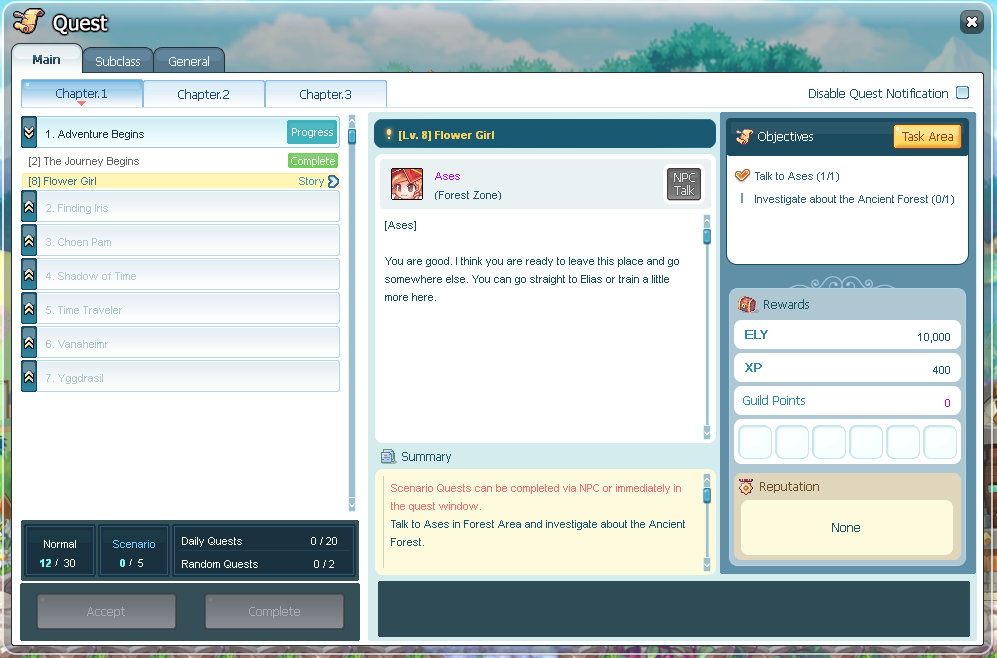 Quest
Main
Subclass
General
Chapter.1
Chapter.2
Chapter.3
Disable Quest Notification
1. Adventure Begins
Progress
[2] The Journey Begins
Complete
[8] Flower Girl
Story
2. Finding Iris
3. Choen Pam
4. Shadow of Time
5. Time Traveler
6. Vanaheimr
7. Yggdrasil
Normal
12 / 30
Scenario
0 / 5
Daily Quests
0 / 20
Random Quests
0 / 2
Accept
Complete
[Lv. 8] Flower Girl
Ases
(Forest Zone)
NPC
Talk
[Ases]
You are good. I think you are ready to leave this place and go
somewhere else. You can go straight to Elias or train a little
more here.
Summary
Scenario Quests can be completed via NPC or immediately in
the quest window.
Talk to Ases in Forest Area and investigate about the Ancient
Forest.
Objectives
Task Area
Talk to Ases (1/1)
Investigate about the Ancient Forest (0/1)
Rewards
ELY
10,000
XP
400
Guild Points
0
Reputation
None